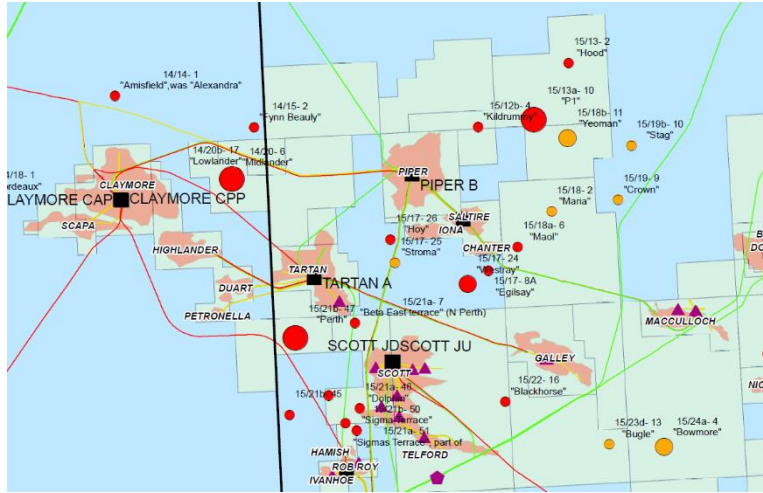 15/13- 2
"Hood"
14/14- 1
"Amisfield",was "Alexandra"
15/13a- 10
"P1"
14/15- 2
"Fynn Beauly"
15/12b- 4
"Kildrummy"
15/18b- 11
"Yeoman"
15/19b- 10
"Stag"
14/20b- 17
"Lowlander"
14/20- 6
"Midlander"
14/18- 1
ordeaux"
CLAYMORE
LAYMORE CAP
CLAYMORE CPP
SCAPA
PIPER
PIPER B
15/19- 9
"Crown"
15/18- 2
"Maria"
SALTIRE
IONA
15/17- 26
"Hoy"
15/18a- 6
"Maol"
15/17- 25
"Stroma"
CHANTER
HIGHLANDER
15/17- 24
"Westray"
15/17- 8A
"Egilsay"
TARTAN
TARTAN A
DUART
PETRONELLA
15/21b- 47
"Perth"
15/21a- 7
"Beta East terrace" (N Perth)
MACCULLOCH
B
DO
SCOTT JD
SCOTT JU
SCOTT
GALLEY
15/22- 16
"Blackhorse"
NIC
15/21b- 45
15/21a- 46
"Dolphin"
15/21b- 50
"Sigma Terrace"
15/21a- 51
"Sigmas Terrace", part of
15/23d- 13
"Bugle"
15/24a- 4
"Bowmore"
TELFORD
HAMISH
ROB ROY
IVANHOE